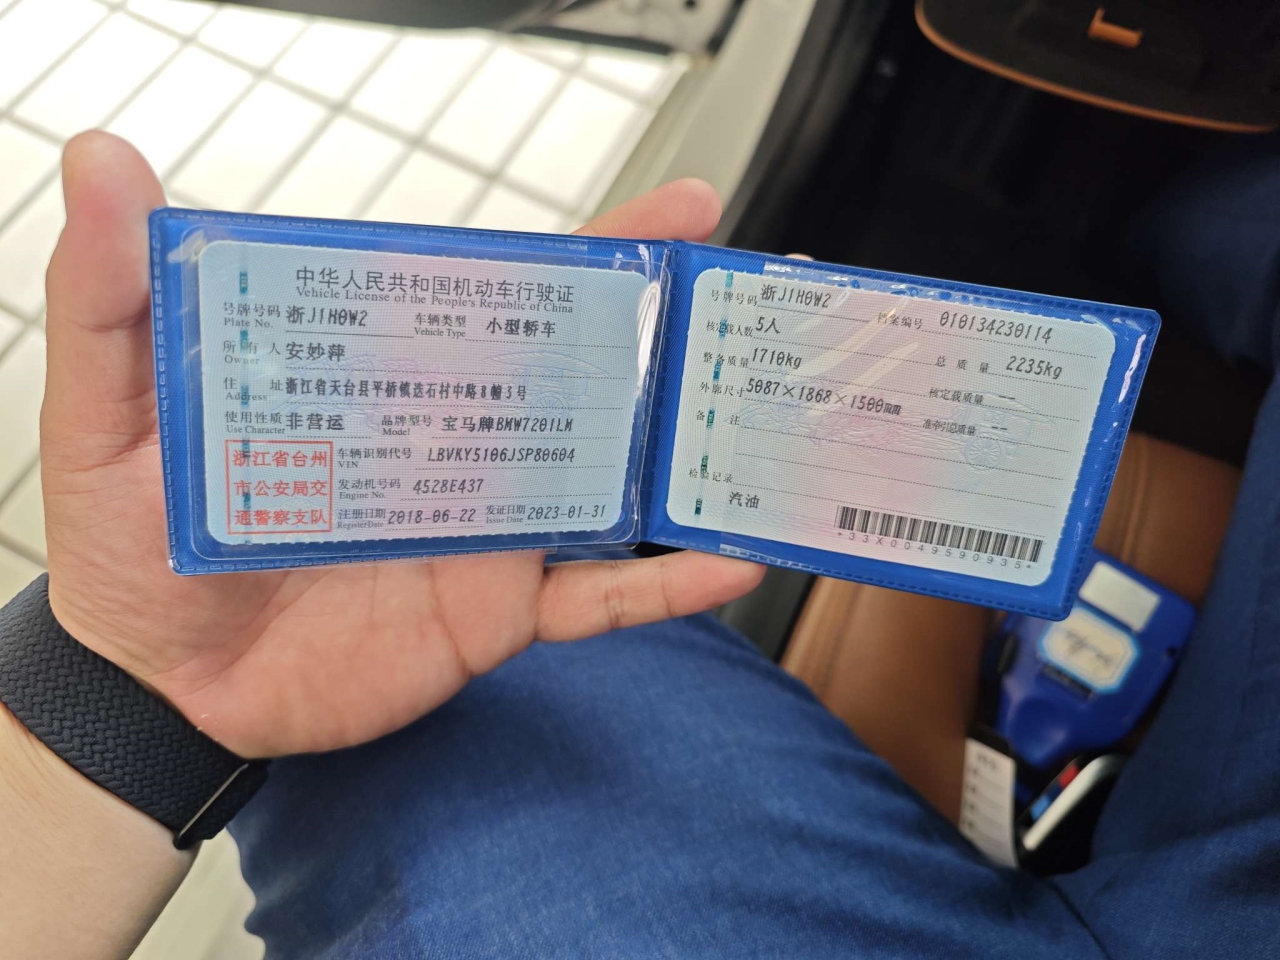 中华人民共和国机动车行驶证
Vehicle License of the People's Republic of China
号牌号码 浙J1H0W2 车辆类型 小型轿车
Plate No. Vehicle Type
所有人 安妙萍
Owner
住址 浙江省天台县平桥镇迭石村中路8幢3号
Address
使用性质 非营运 品牌型号 宝马牌BMW7201LM
Use Character Model
浙江省台州
市公安局交
通警察支队
车辆识别代号 LBVKY5106JSP80604
VIN
发动机号码 4528E437
Engine No.
注册日期 2018-06-22 发证日期 2023-01-31
Register Date Issue Date
号牌号码 浙J1H0W2 档案编号 010134230114
核定载人数 5人 总质量 2235kg
整备质量 1710kg 核定载质量 --
外廓尺寸 5087×1868×1500mm 准牵引总质量 --
备注
检验记录
汽油
*33X0049590935*